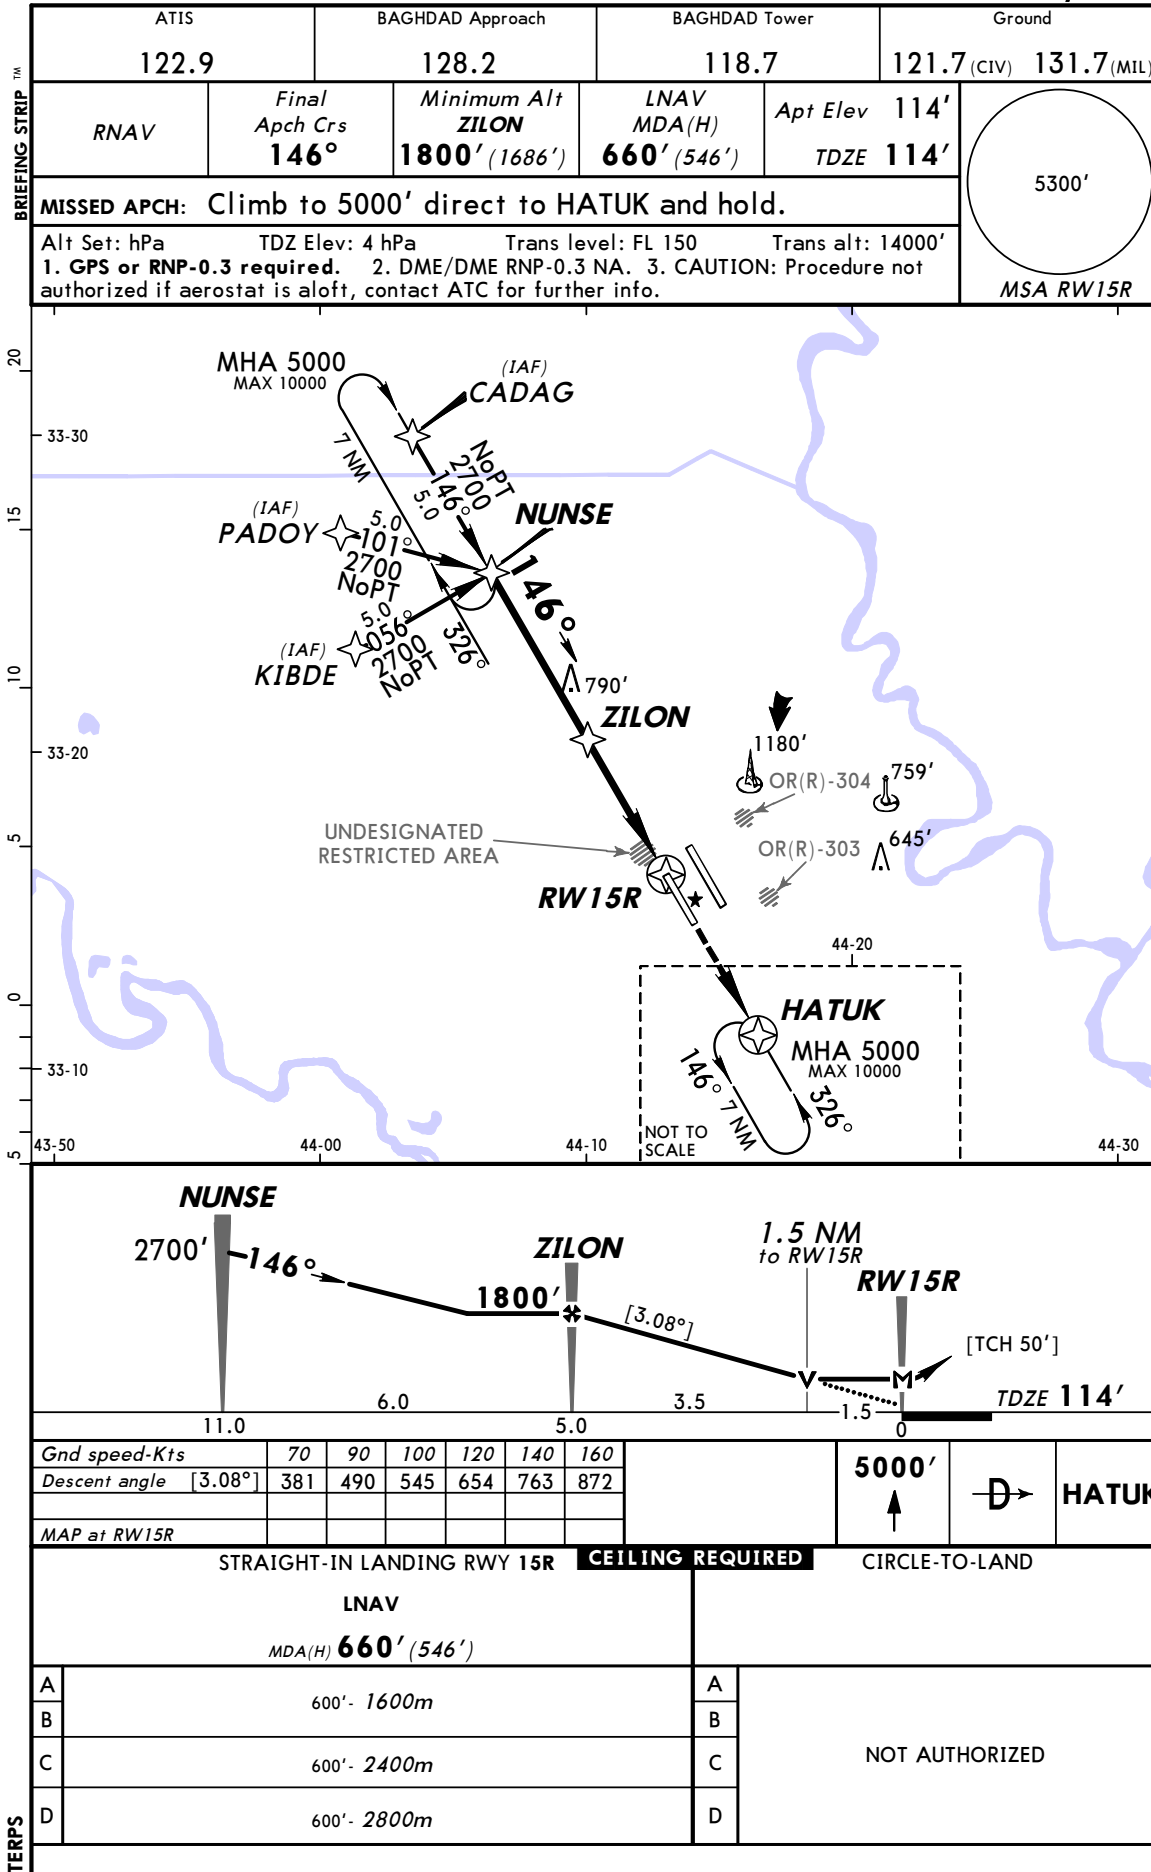 ATIS BAGHDAD Approach BAGHDAD Tower Ground
122.9 128.2 118.7 121.7(CIV) 131.7(MIL)
BRIEFING STRIP TM
RNAV
Final
Apch Crs
146°
Minimum Alt
ZILON
1800' (1686')
LNAV
MDA(H)
660' (546')
Apt Elev 114'
TDZE 114'
5300'
MSA RW15R
MISSED APCH: Climb to 5000' direct to HATUK and hold.
Alt Set: hPa TDZ Elev: 4 hPa Trans level: FL 150 Trans alt: 14000'
1. GPS or RNP-0.3 required. 2. DME/DME RNP-0.3 NA. 3. CAUTION: Procedure not
authorized if aerostat is aloft, contact ATC for further info.
MHA 5000
MAX 10000
(IAF)
CADAG
20
33-30
7 NM
NoPT
2700
146°
5.0
15
(IAF)
PADOY
5.0
101°
2700
NoPT
NUNSE
146°
5.0
056°
2700
NoPT
326°
(IAF)
KIBDE
10
790'
ZILON
33-20
1180'
OR(R)-304
759'
5
UNDESIGNATED
RESTRICTED AREA
OR(R)-303
645'
RW15R
44-20
0
HATUK
MHA 5000
MAX 10000
33-10
146° 7 NM
326°
NOT TO
SCALE
5
43-50 44-00 44-10 44-30
NUNSE
2700'
146°
ZILON
1800'
[3.08°]
1.5 NM
to RW15R
RW15R
V
M
[TCH 50']
TDZE 114'
6.0 3.5 1.5
11.0 5.0 0
Gnd speed-Kts 70 90 100 120 140 160
Descent angle [3.08°] 381 490 545 654 763 872
MAP at RW15R
5000'
D
HATUK
STRAIGHT-IN LANDING RWY 15R CEILING REQUIRED CIRCLE-TO-LAND
LNAV
MDA(H) 660' (546')
A
B
600'- 1600m
C
600'- 2400m
D
600'- 2800m
A
B
C
D
NOT AUTHORIZED
TERPS